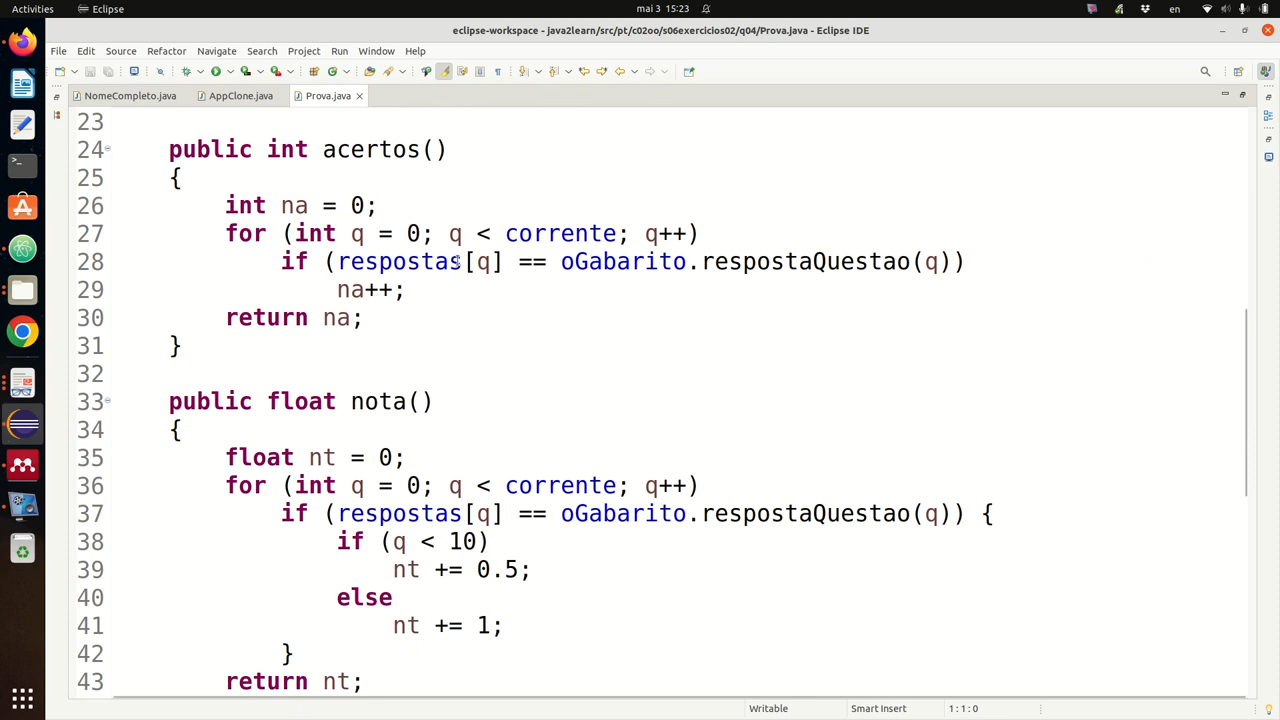 Activities Eclipse mai 3 15:23 en
eclipse-workspace - java2learn/src/pt/c02oo/s06exercicios02/q04/Prova.java - Eclipse IDE
File Edit Source Refactor Navigate Search Project Run Window Help
NomeCompleto.java AppClone.java Prova.java
23
24 public int acertos()
25 {
26 int na = 0;
27 for (int q = 0; q < corrente; q++)
28 if (respostas[q] == oGabarito.respostaQuestao(q))
29 na++;
30 return na;
31 }
32
33 public float nota()
34 {
35 float nt = 0;
36 for (int q = 0; q < corrente; q++)
37 if (respostas[q] == oGabarito.respostaQuestao(q)) {
38 if (q < 10)
39 nt += 0.5;
40 else
41 nt += 1;
42 }
43 return nt;
Writable Smart Insert 1:1:0